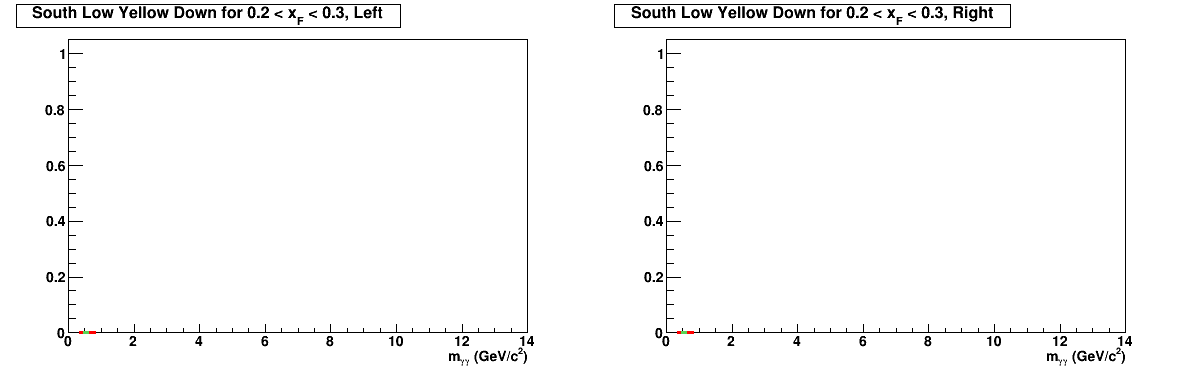 South Low Yellow Down for 0.2 < x_F < 0.3, Left
1
0.8
0.6
0.4
0.2
0
0 2 4 6 8 10 12 14
m_γγ (GeV/c²)
South Low Yellow Down for 0.2 < x_F < 0.3, Right
1
0.8
0.6
0.4
0.2
0
0 2 4 6 8 10 12 14
m_γγ (GeV/c²)